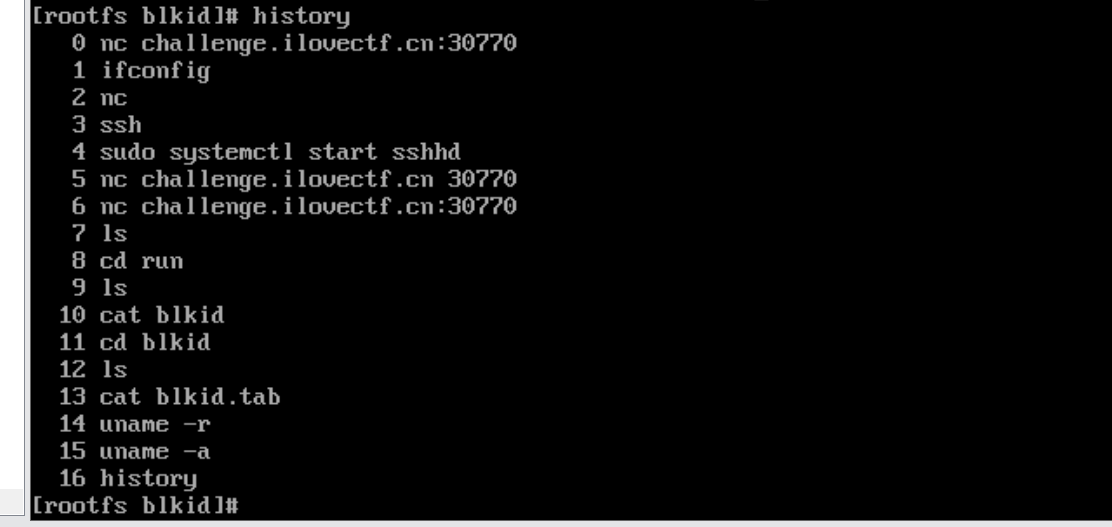 [rootfs blkid]# history
0 nc challenge.ilovectf.cn:30770
1 ifconfig
2 nc
3 ssh
4 sudo systemctl start sshhd
5 nc challenge.ilovectf.cn 30770
6 nc challenge.ilovectf.cn:30770
7 ls
8 cd run
9 ls
10 cat blkid
11 cd blkid
12 ls
13 cat blkid.tab
14 uname -r
15 uname -a
16 history
[rootfs blkid]#